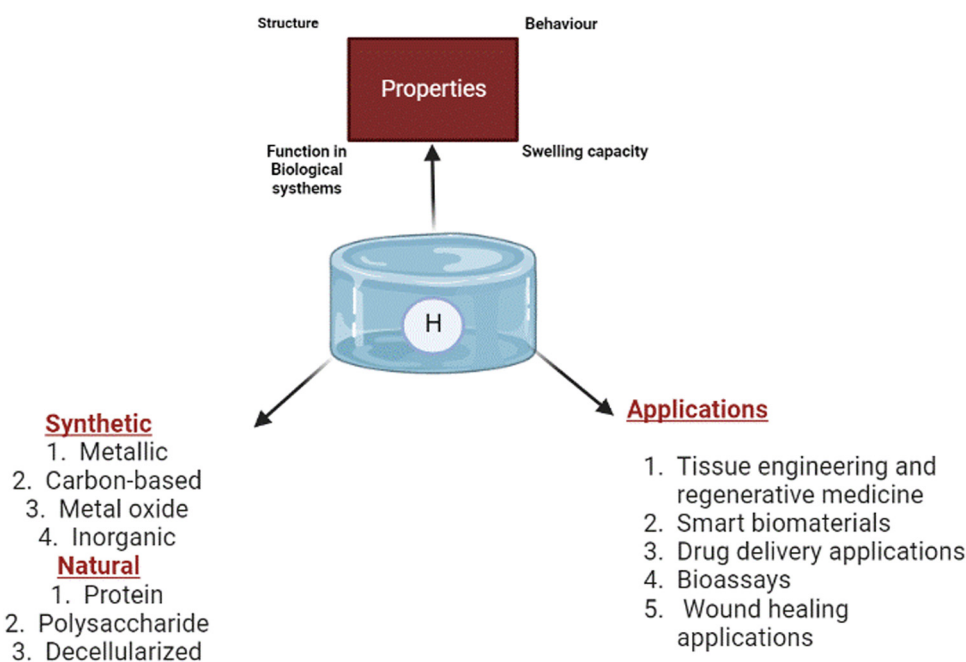 Structure
Behaviour
Properties
Function in
Biological
systhems
Swelling capacity
H
Synthetic
1. Metallic
2. Carbon-based
3. Metal oxide
4. Inorganic
Natural
1. Protein
2. Polysaccharide
3. Decellularized
Applications
1. Tissue engineering and
regenerative medicine
2. Smart biomaterials
3. Drug delivery applications
4. Bioassays
5. Wound healing
applications